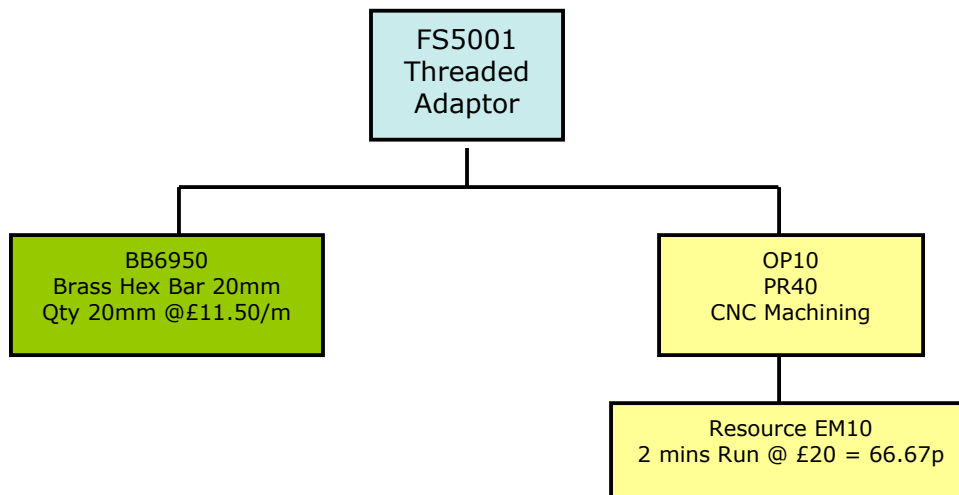 FS5001
Threaded
Adaptor
BB6950
Brass Hex Bar 20mm
Qty 20mm @£11.50/m
OP10
PR40
CNC Machining
Resource EM10
2 mins Run @ £20 = 66.67p